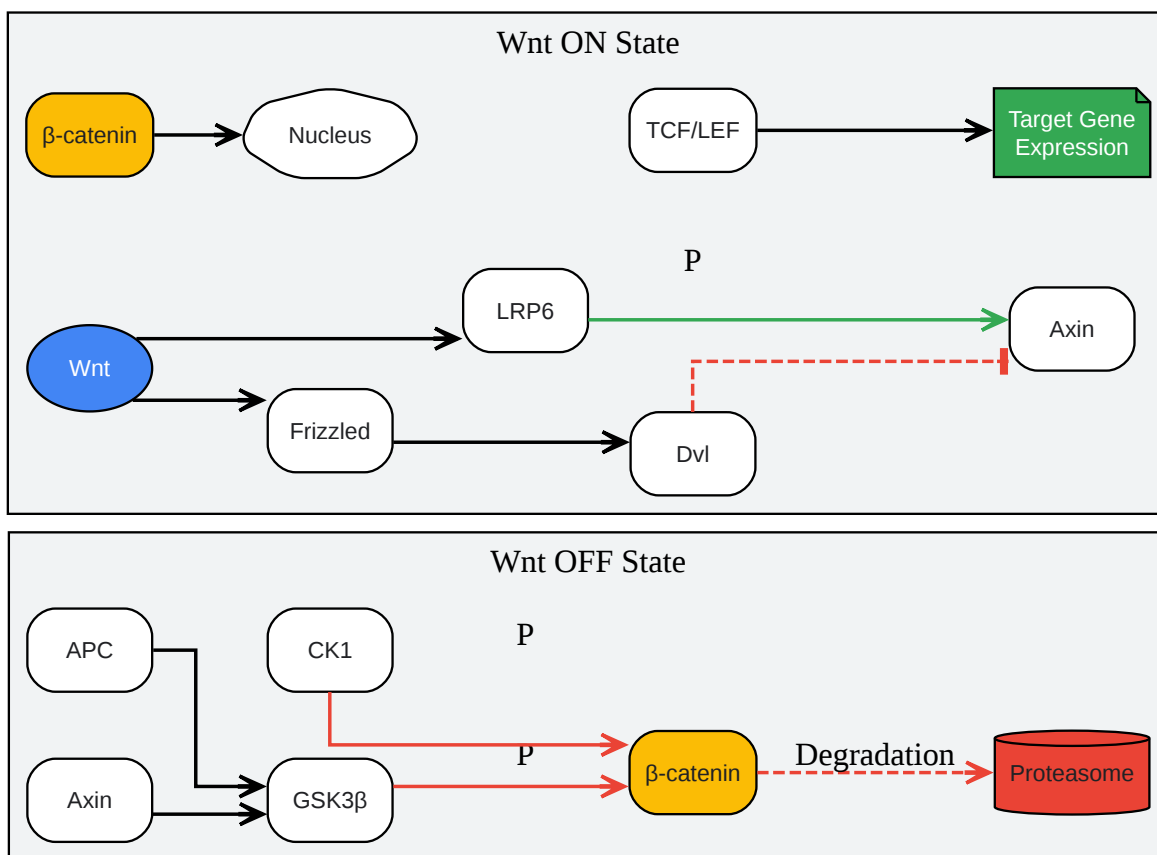 Wnt ON State
β-catenin
Nucleus
TCF/LEF
Target Gene
Expression
P
LRP6
Axin
Wnt
Frizzled
Dvl
Wnt OFF State
APC
CK1
P
P
Degradation
Axin
GSK3β
β-catenin
Proteasome